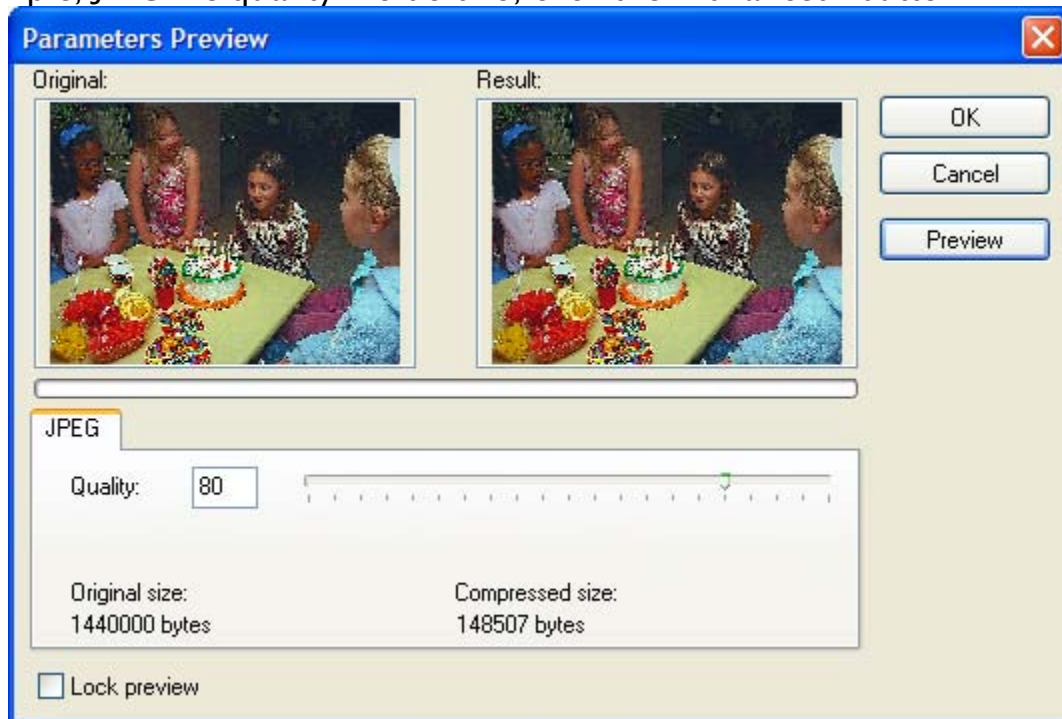 Parameters Preview
Original:
Result:
OK
Cancel
Preview
JPEG
Quality: 80
Original size:
1440000 bytes
Compressed size:
148507 bytes
Lock preview